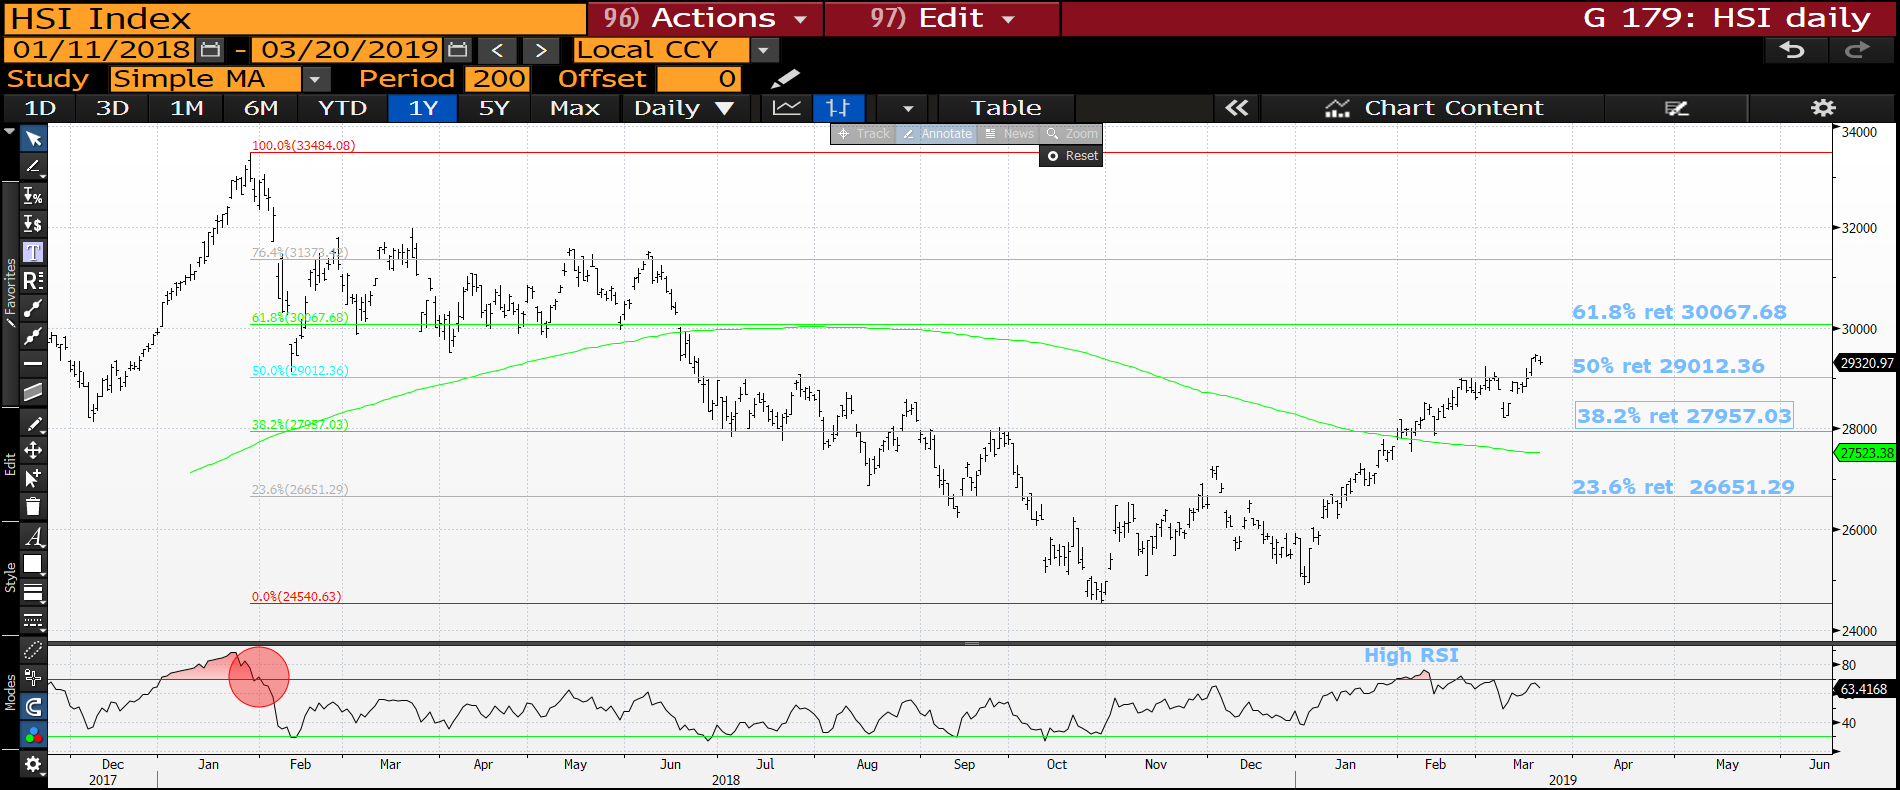 HSI Index 96) Actions 97) Edit G 179: HSI daily
01/11/2018 - 03/20/2019 < > Local CCY
Study Simple MA Period 200 Offset 0
1D 3D 1M 6M YTD 1Y 5Y Max Daily Table Chart Content
Track Annotate News Zoom
Reset
Favorites
Edit
Style
Modes
%
$
T
R
A
100.0%(33484.08)
76.4%(31373.42)
61.8%(30067.68)
50.0%(29012.36)
38.2%(27957.03)
23.6%(26651.29)
0.0%(24540.63)
61.8% ret 30067.68
50% ret 29012.36
38.2% ret 27957.03
23.6% ret 26651.29
34000
32000
30000
29320.97
28000
27523.38
26000
24000
High RSI
80
63.4168
40
Dec Jan Feb Mar Apr May Jun Jul Aug Sep Oct Nov Dec Jan Feb Mar Apr May Jun
2017 2018 2019